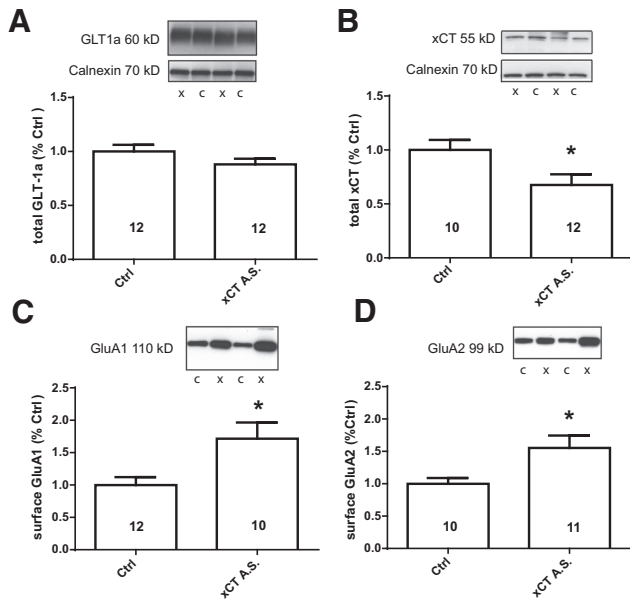 A
GLT1a 60 kD
Calnexin 70 kD
x c x c
total GLT-1a (% Ctrl)
1.5
1.0
0.5
0.0
12
12
Ctrl
xCT A.S.
B
xCT 55 kD
Calnexin 70 kD
x c x c
total xCT (% Ctrl)
1.5
1.0
0.5
0.0
*
10
12
Ctrl
xCT A.S.
C
GluA1 110 kD
c x c x
surface GluA1 (% Ctrl)
2.5
2.0
1.5
1.0
0.5
0.0
*
12
10
Ctrl
xCT A.S.
D
GluA2 99 kD
c x c x
surface GluA2 (%Ctrl)
2.5
2.0
1.5
1.0
0.5
0.0
*
10
11
Ctrl
xCT A.S.